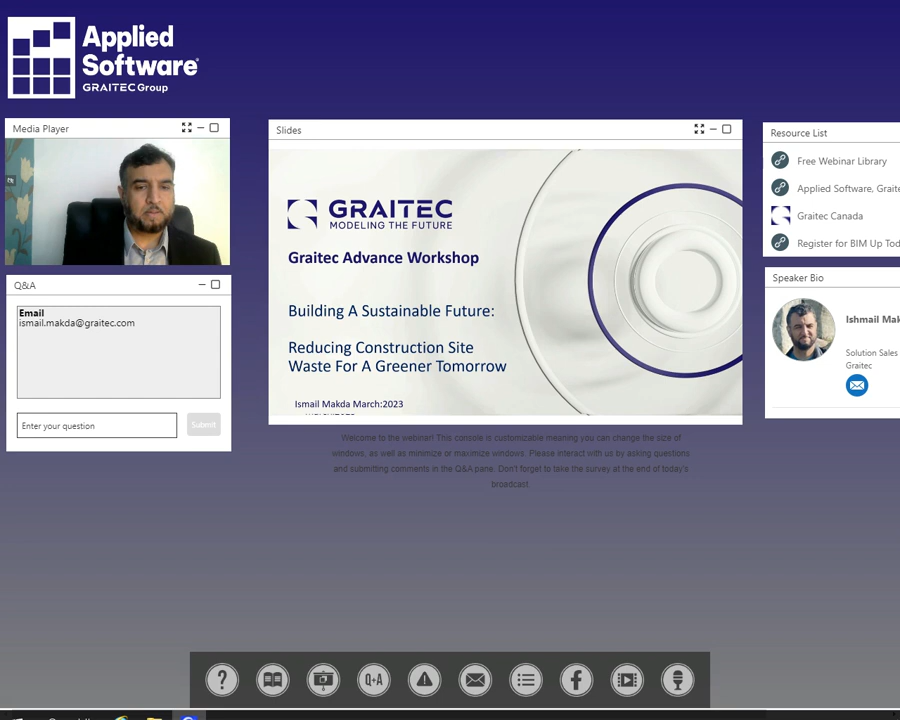 Applied
Software
GRAITEC Group
Media Player
Slides
Resource List
Free Webinar Library
Applied Software, Graite
Graitec Canada
Register for BIM Up Tod
GRAITEC
MODELING THE FUTURE
Graitec Advance Workshop
Building A Sustainable Future:
Reducing Construction Site
Waste For A Greener Tomorrow
Ismail Makda March:2023
Q&A
Email
ismail.makda@graitec.com
Enter your question
Submit
Speaker Bio
Ishmail Mak
Solution Sales
Graitec
Welcome to the webinar! This console is customizable meaning you can change the size of
windows, as well as minimize or maximize windows. Please interact with us by asking questions
and submitting comments in the Q&A pane. Don't forget to take the survey at the end of today's
broadcast.
?
Q+A
f